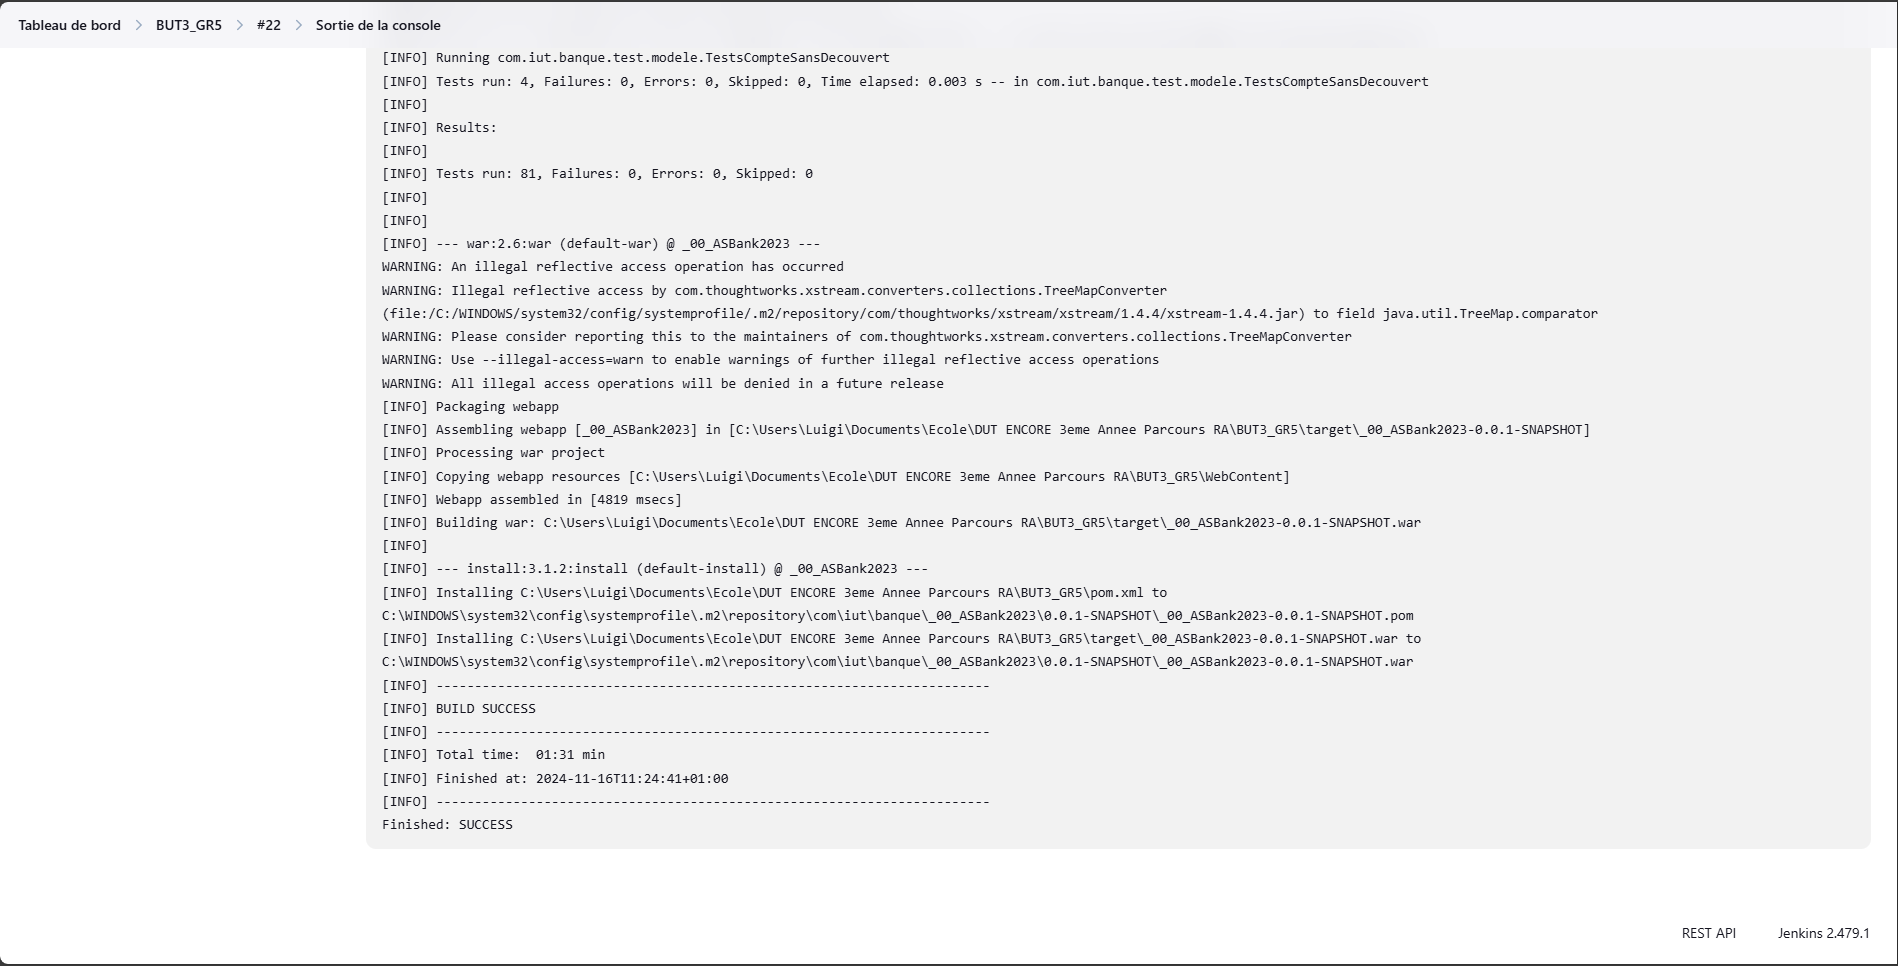 Tableau de bord > BUT3_GR5 > #22 > Sortie de la console
[INFO] Running com.iut.banque.test.modele.TestsCompteSansDecouvert
[INFO] Tests run: 4, Failures: 0, Errors: 0, Skipped: 0, Time elapsed: 0.003 s -- in com.iut.banque.test.modele.TestsCompteSansDecouvert
[INFO]
[INFO] Results:
[INFO]
[INFO] Tests run: 81, Failures: 0, Errors: 0, Skipped: 0
[INFO]
[INFO]
[INFO] --- war:2.6:war (default-war) @ _00_ASBank2023 ---
WARNING: An illegal reflective access operation has occurred
WARNING: Illegal reflective access by com.thoughtworks.xstream.converters.collections.TreeMapConverter
(file:/C:/WINDOWS/system32/config/systemprofile/.m2/repository/com/thoughtworks/xstream/xstream/1.4.4/xstream-1.4.4.jar) to field java.util.TreeMap.comparator
WARNING: Please consider reporting this to the maintainers of com.thoughtworks.xstream.converters.collections.TreeMapConverter
WARNING: Use --illegal-access=warn to enable warnings of further illegal reflective access operations
WARNING: All illegal access operations will be denied in a future release
[INFO] Packaging webapp
[INFO] Assembling webapp [_00_ASBank2023] in [C:\Users\Luigi\Documents\Ecole\DUT ENCORE 3eme Annee Parcours RA\BUT3_GR5\target\_00_ASBank2023-0.0.1-SNAPSHOT]
[INFO] Processing war project
[INFO] Copying webapp resources [C:\Users\Luigi\Documents\Ecole\DUT ENCORE 3eme Annee Parcours RA\BUT3_GR5\WebContent]
[INFO] Webapp assembled in [4819 msecs]
[INFO] Building war: C:\Users\Luigi\Documents\Ecole\DUT ENCORE 3eme Annee Parcours RA\BUT3_GR5\target\_00_ASBank2023-0.0.1-SNAPSHOT.war
[INFO]
[INFO] --- install:3.1.2:install (default-install) @ _00_ASBank2023 ---
[INFO] Installing C:\Users\Luigi\Documents\Ecole\DUT ENCORE 3eme Annee Parcours RA\BUT3_GR5\pom.xml to
C:\WINDOWS\system32\config\systemprofile\.m2\repository\com\iut\banque\_00_ASBank2023\0.0.1-SNAPSHOT\_00_ASBank2023-0.0.1-SNAPSHOT.pom
[INFO] Installing C:\Users\Luigi\Documents\Ecole\DUT ENCORE 3eme Annee Parcours RA\BUT3_GR5\target\_00_ASBank2023-0.0.1-SNAPSHOT.war to
C:\WINDOWS\system32\config\systemprofile\.m2\repository\com\iut\banque\_00_ASBank2023\0.0.1-SNAPSHOT\_00_ASBank2023-0.0.1-SNAPSHOT.war
[INFO] ------------------------------------------------------------------------
[INFO] BUILD SUCCESS
[INFO] ------------------------------------------------------------------------
[INFO] Total time:  01:31 min
[INFO] Finished at: 2024-11-16T11:24:41+01:00
[INFO] ------------------------------------------------------------------------
Finished: SUCCESS
REST API Jenkins 2.479.1